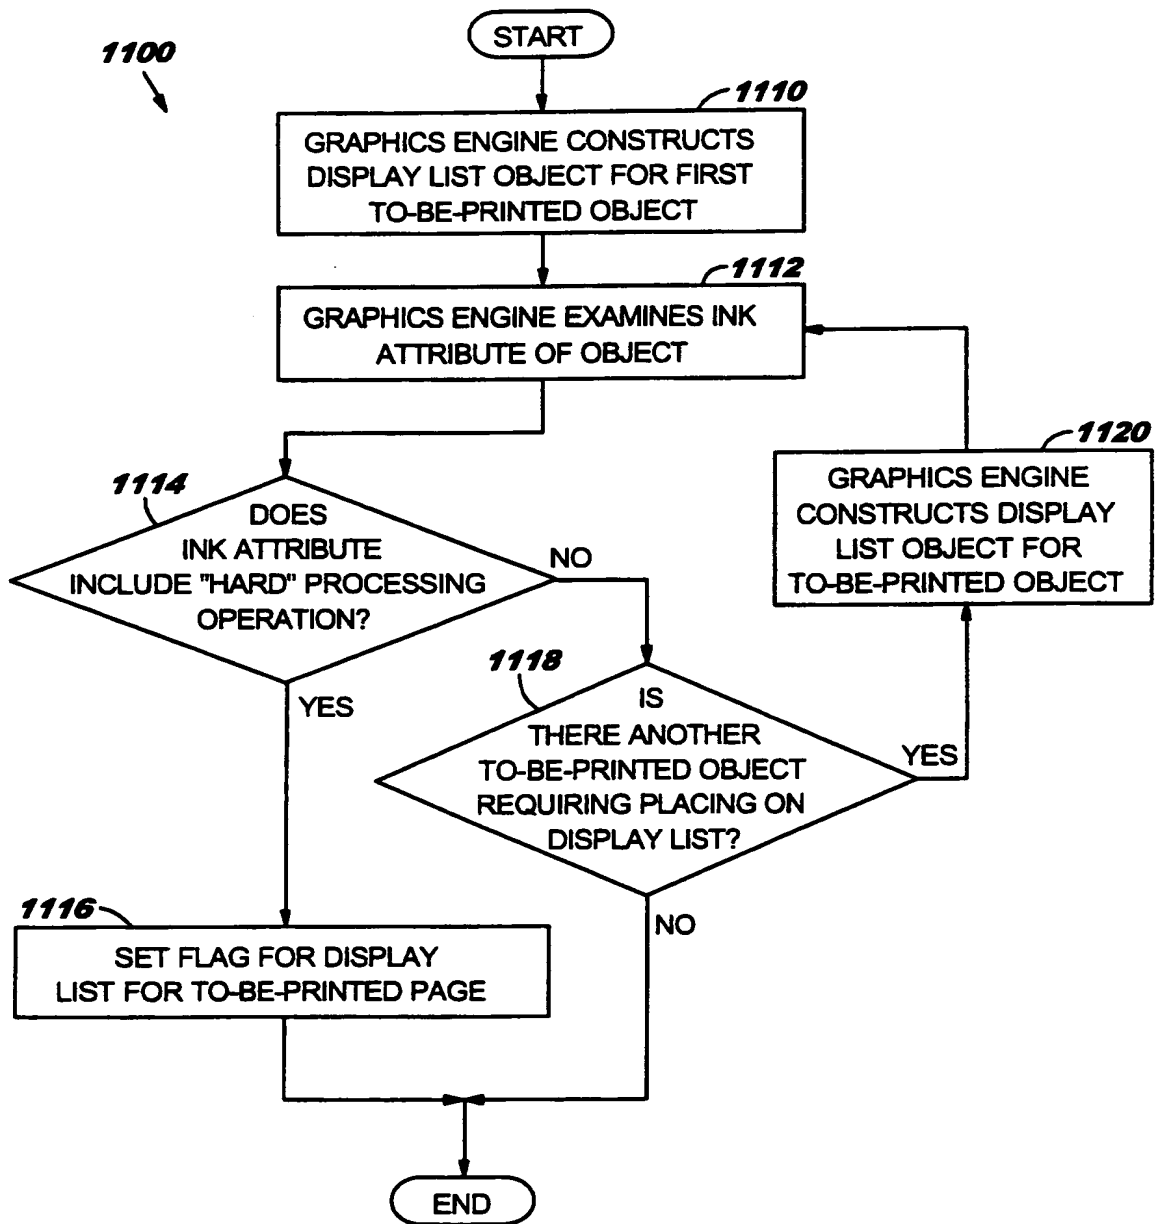 START
1100
1110
GRAPHICS ENGINE CONSTRUCTS
DISPLAY LIST OBJECT FOR FIRST
TO-BE-PRINTED OBJECT
1112
GRAPHICS ENGINE EXAMINES INK
ATTRIBUTE OF OBJECT
1120
GRAPHICS ENGINE
CONSTRUCTS DISPLAY
LIST OBJECT FOR
TO-BE-PRINTED OBJECT
1114
DOES
INK ATTRIBUTE
INCLUDE "HARD" PROCESSING
OPERATION?
NO
YES
1118
IS
THERE ANOTHER
TO-BE-PRINTED OBJECT
REQUIRING PLACING ON
DISPLAY LIST?
YES
NO
1116
SET FLAG FOR DISPLAY
LIST FOR TO-BE-PRINTED PAGE
END